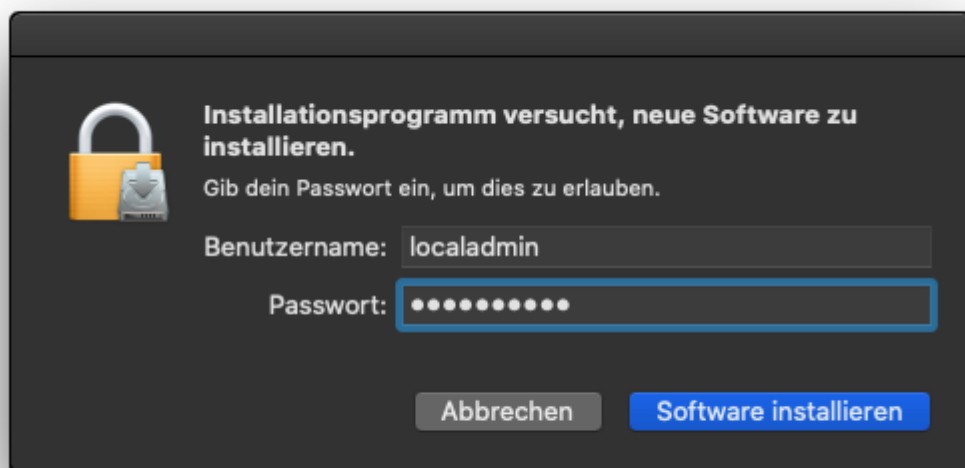 Installationsprogramm versucht, neue Software zu
installieren.
Gib dein Passwort ein, um dies zu erlauben.
Benutzername: localadmin
Passwort: ••••••••••
Abbrechen Software installieren